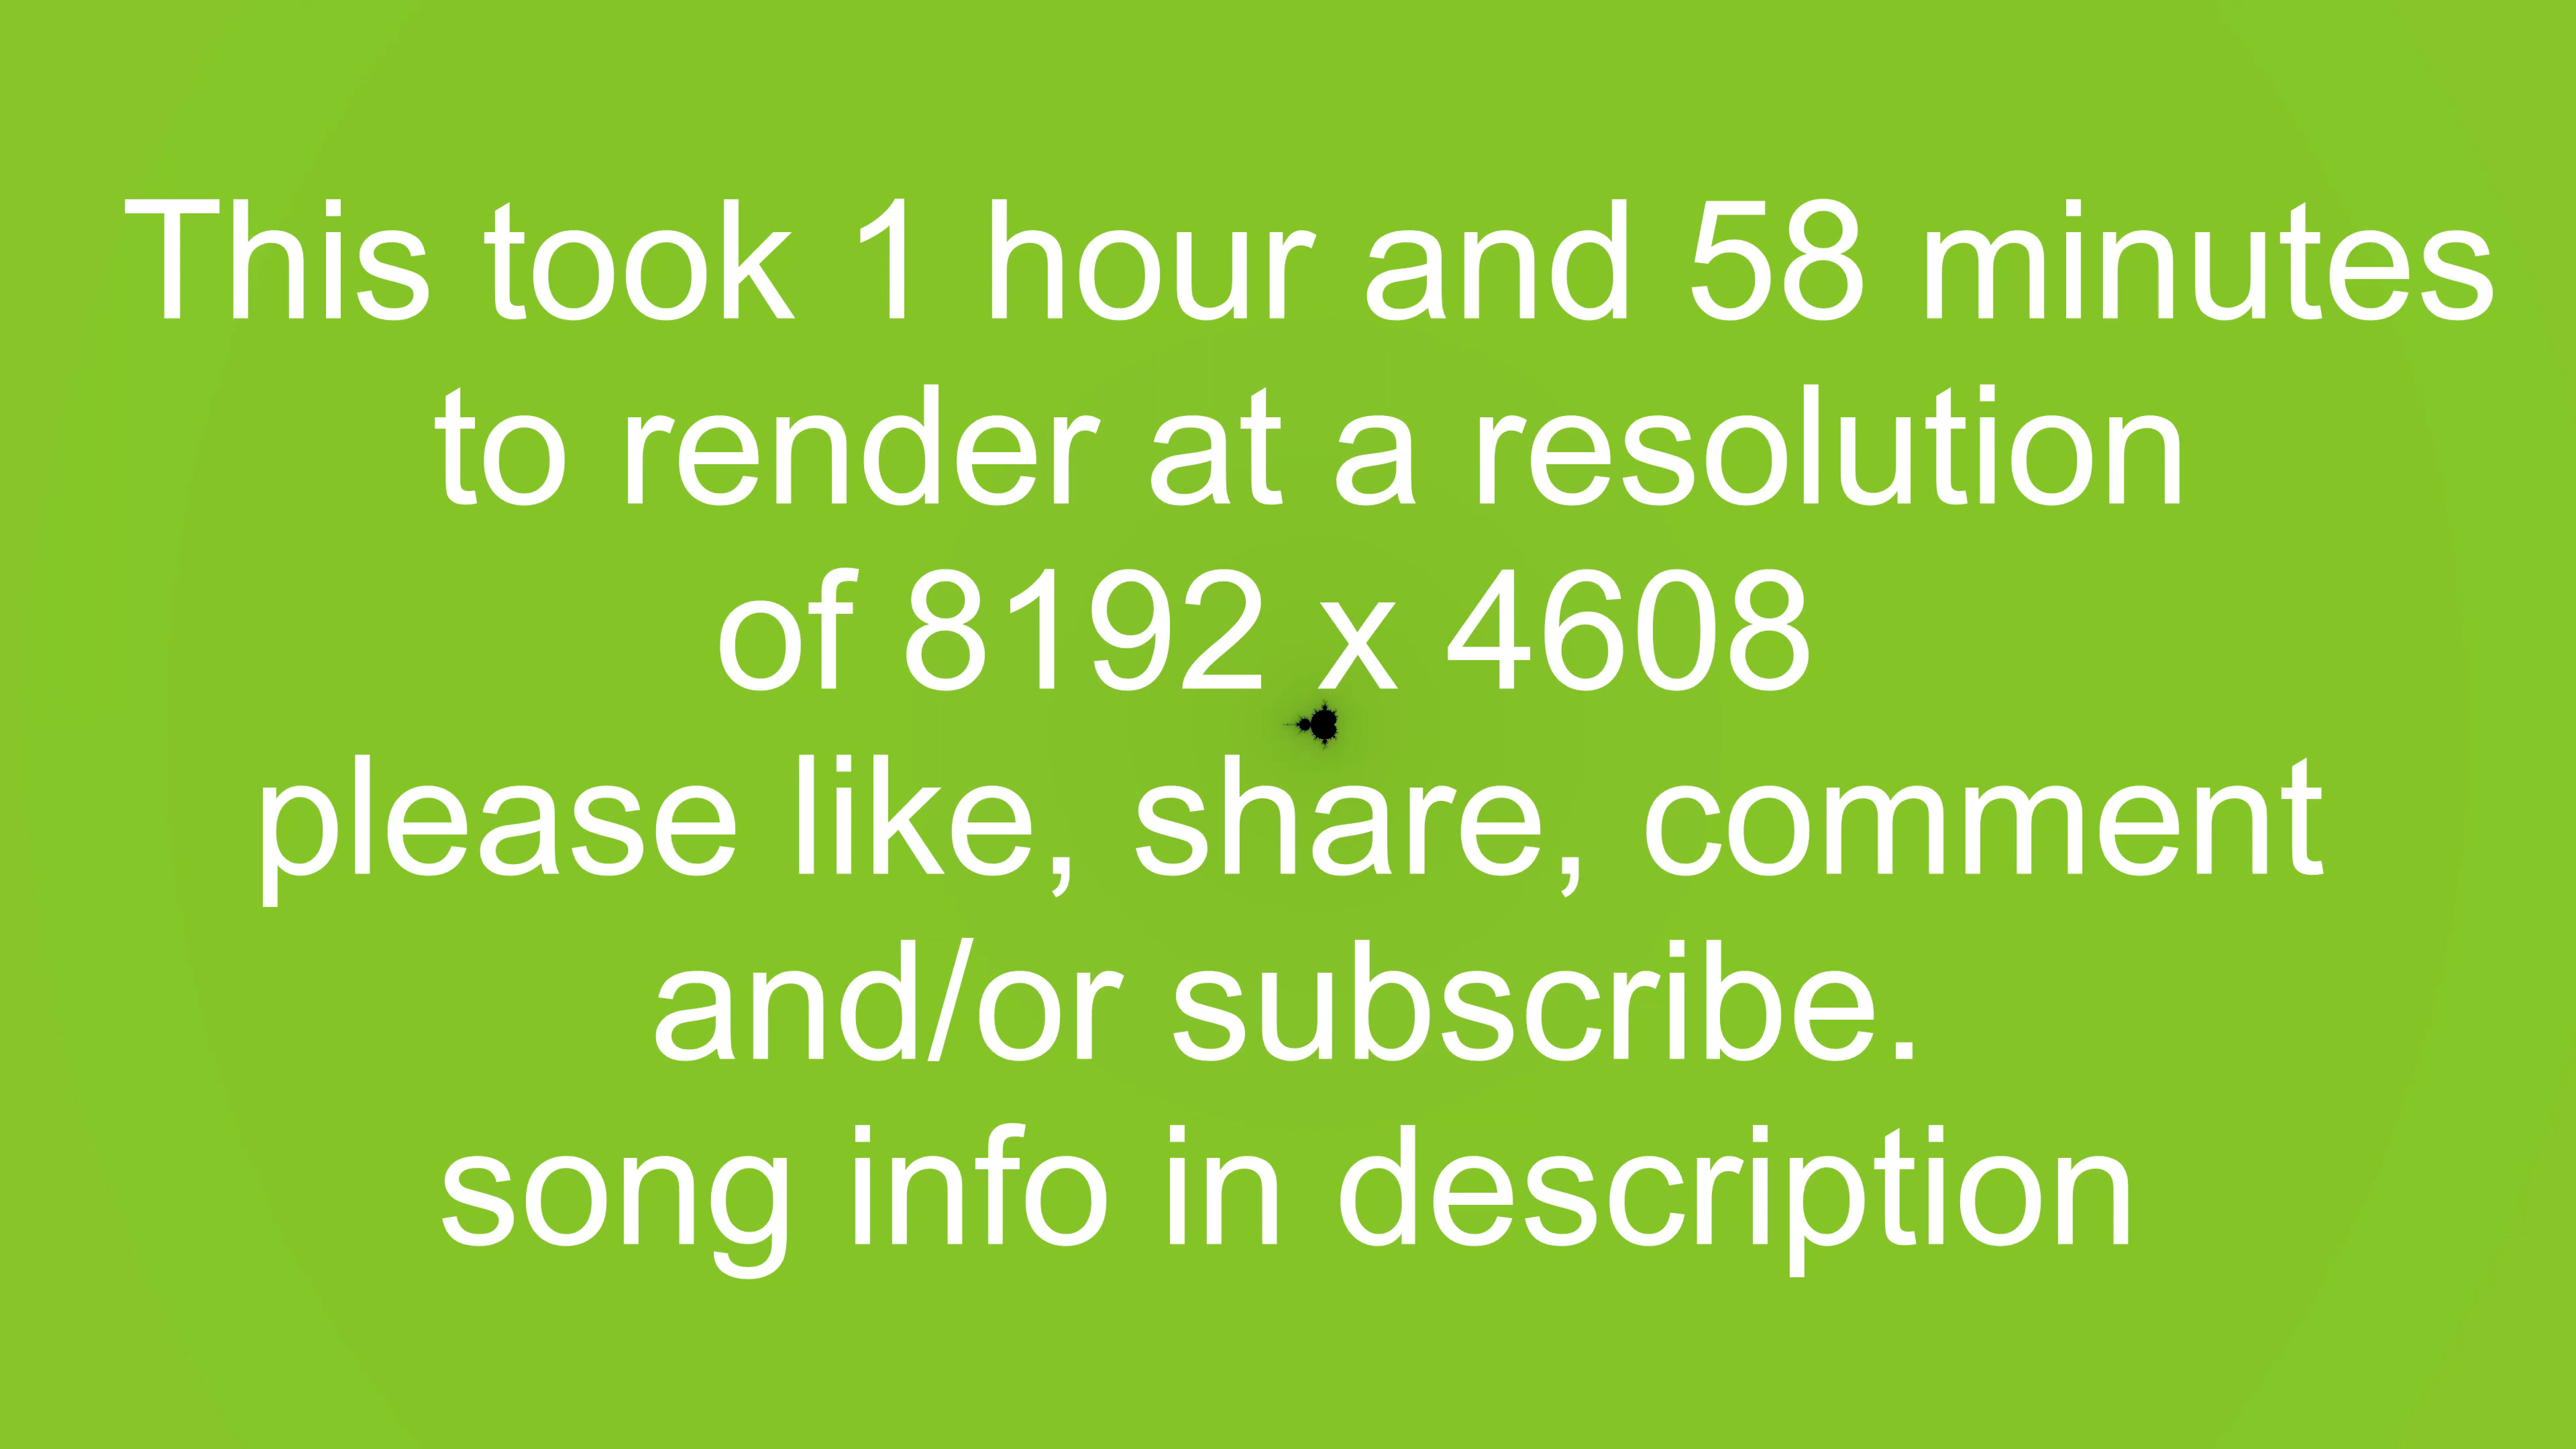 This took 1 hour and 58 minutes
to render at a resolution
of 8192 x 4608
please like, share, comment
and/or subscribe.
song info in description